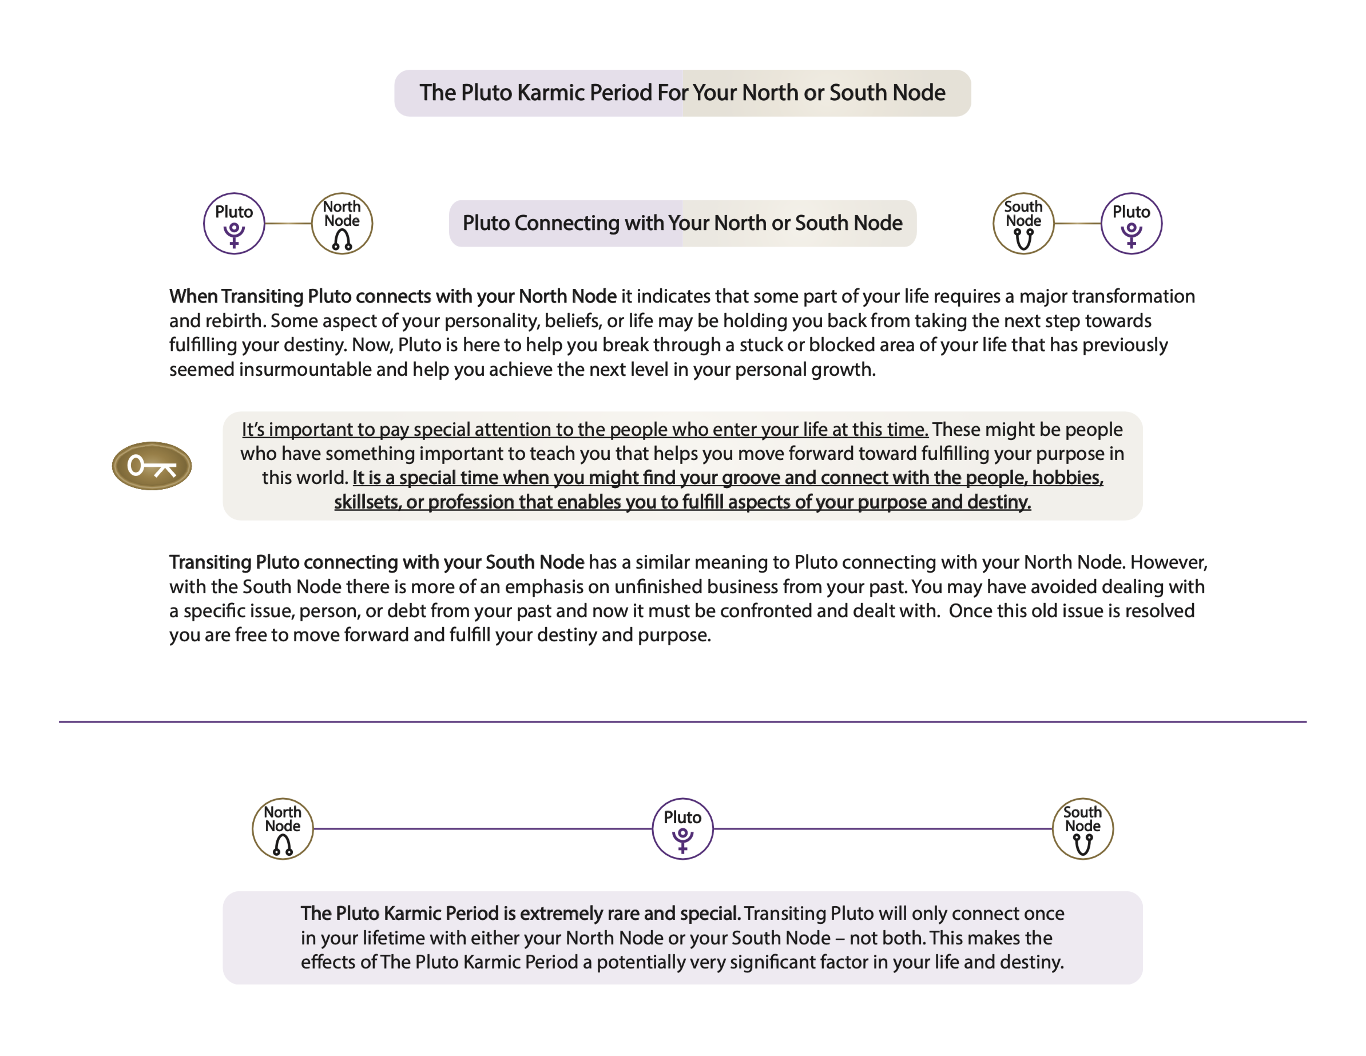 The Pluto Karmic Period For Your North or South Node
Pluto
North
Node
Pluto Connecting with Your North or South Node
South
Node
Pluto
When Transiting Pluto connects with your North Node it indicates that some part of your life requires a major transformation
and rebirth. Some aspect of your personality, beliefs, or life may be holding you back from taking the next step towards
fulfilling your destiny. Now, Pluto is here to help you break through a stuck or blocked area of your life that has previously
seemed insurmountable and help you achieve the next level in your personal growth.
It’s important to pay special attention to the people who enter your life at this time. These might be people
who have something important to teach you that helps you move forward toward fulfilling your purpose in
this world. It is a special time when you might find your groove and connect with the people, hobbies,
skillsets, or profession that enables you to fulfill aspects of your purpose and destiny.
Transiting Pluto connecting with your South Node has a similar meaning to Pluto connecting with your North Node. However,
with the South Node there is more of an emphasis on unfinished business from your past. You may have avoided dealing with
a specific issue, person, or debt from your past and now it must be confronted and dealt with.  Once this old issue is resolved
you are free to move forward and fulfill your destiny and purpose.
North
Node
Pluto
South
Node
The Pluto Karmic Period is extremely rare and special. Transiting Pluto will only connect once
in your lifetime with either your North Node or your South Node – not both. This makes the
effects of The Pluto Karmic Period a potentially very significant factor in your life and destiny.